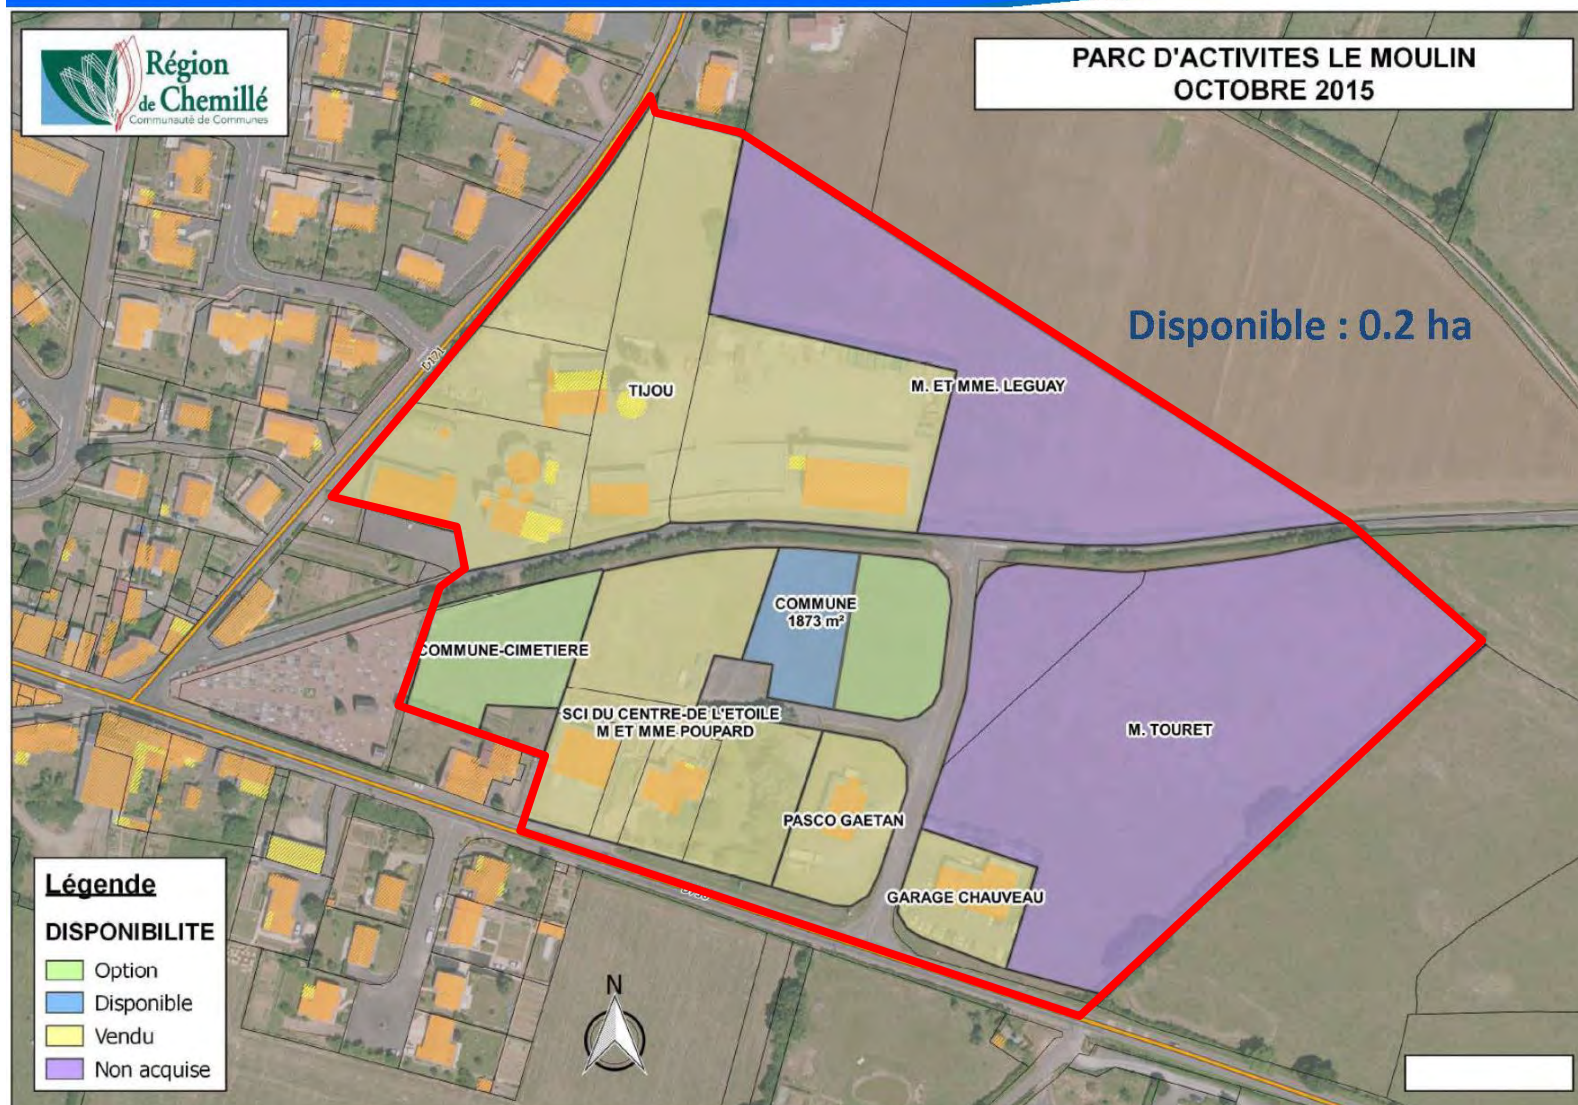 Région
de Chemillé
Communauté de Communes
PARC D'ACTIVITES LE MOULIN
OCTOBRE 2015
Disponible : 0.2 ha
D171
TIJOU
M. ET MME. LEGUAY
COMMUNE
1873 m²
COMMUNE-CIMETIERE
SCI DU CENTRE-DE L'ETOILE
M ET MME POUPARD
M. TOURET
PASCO GAETAN
GARAGE CHAUVEAU
Légende
DISPONIBILITE
Option
Disponible
Vendu
Non acquise
N